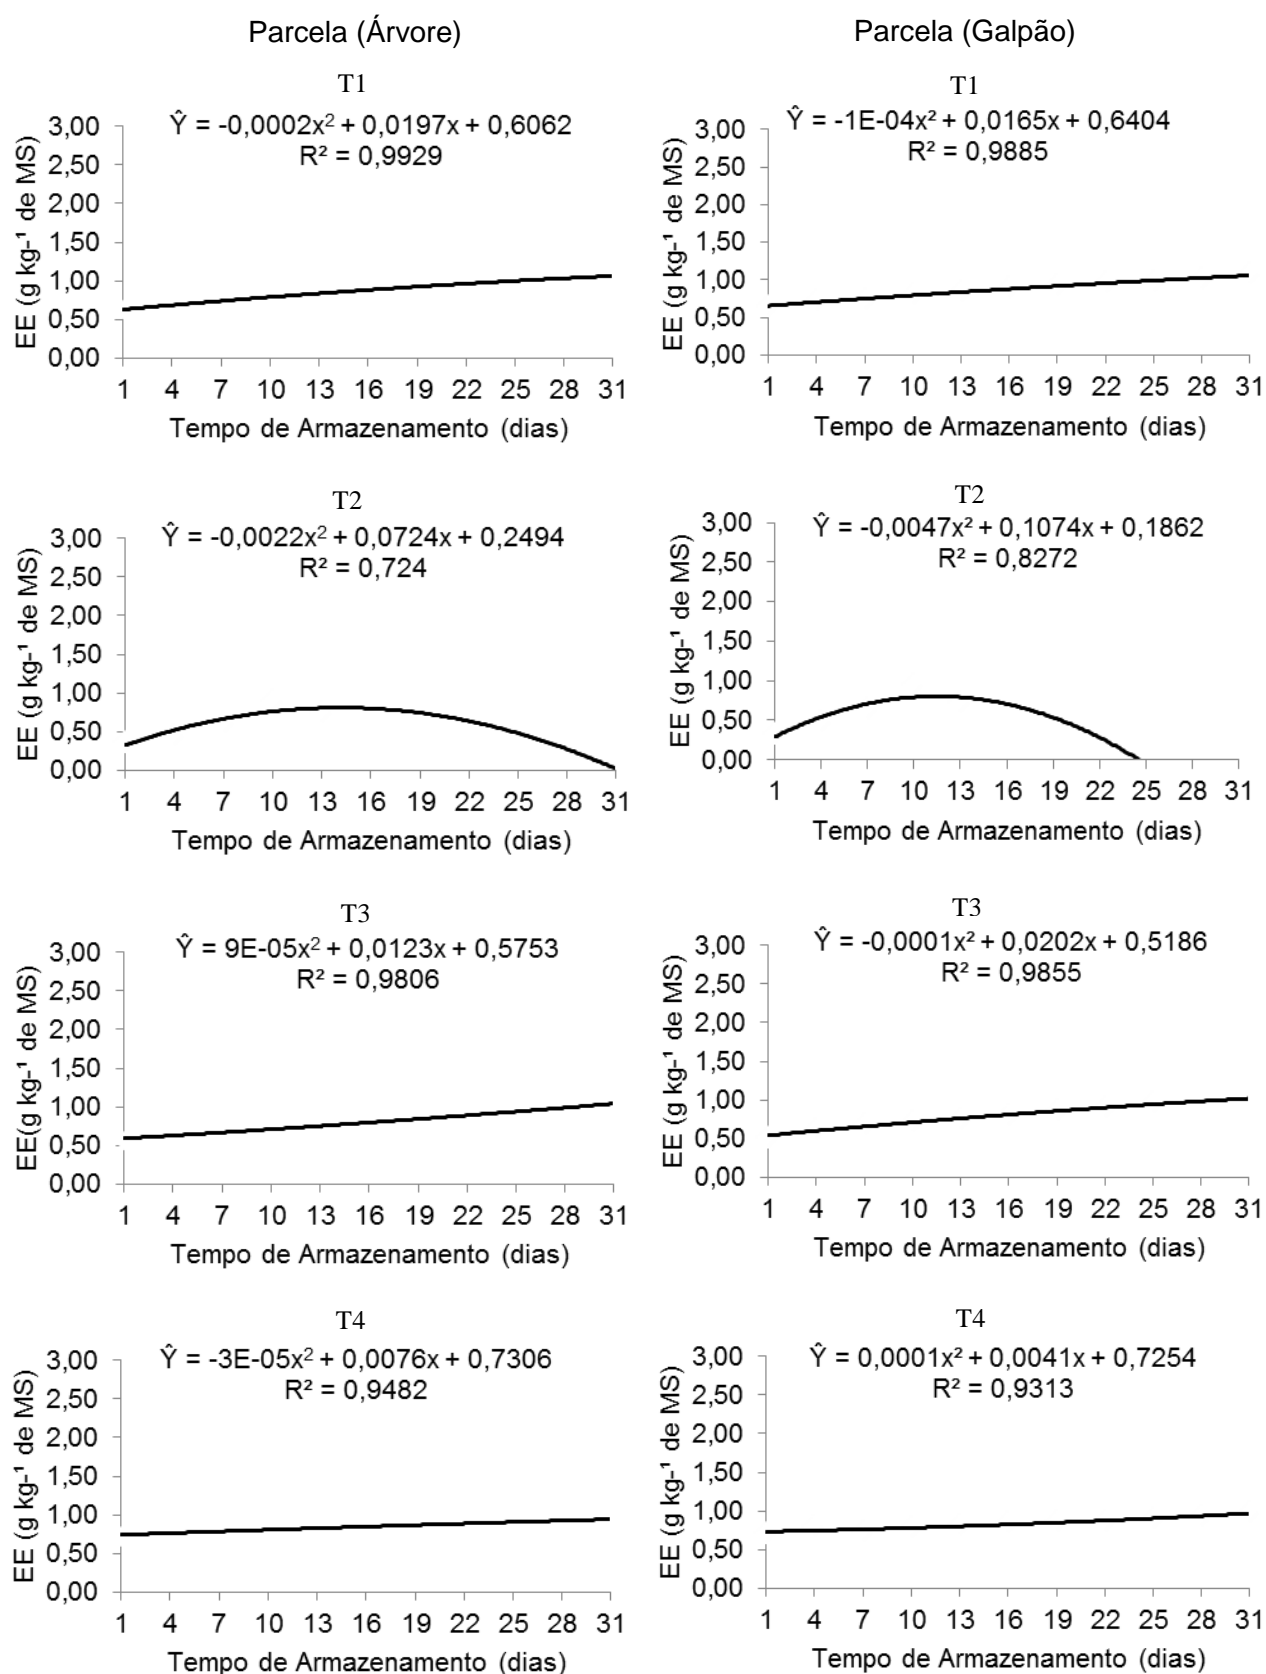 Parcela (Árvore)
Parcela (Galpão)
T1
Ŷ = -0,0002x² + 0,0197x + 0,6062
R² = 0,9929
EE (g kg-¹ de MS)
3,00
2,50
2,00
1,50
1,00
0,50
0,00
1 4 7 10 13 16 19 22 25 28 31
Tempo de Armazenamento (dias)
T1
Ŷ = -1E-04x² + 0,0165x + 0,6404
R² = 0,9885
EE (g kg-¹ de MS)
3,00
2,50
2,00
1,50
1,00
0,50
0,00
1 4 7 10 13 16 19 22 25 28 31
Tempo de Armazenamento (dias)
T2
Ŷ = -0,0022x² + 0,0724x + 0,2494
R² = 0,724
EE (g kg-¹ de MS)
3,00
2,50
2,00
1,50
1,00
0,50
0,00
1 4 7 10 13 16 19 22 25 28 31
Tempo de Armazenamento (dias)
T2
Ŷ = -0,0047x² + 0,1074x + 0,1862
R² = 0,8272
EE (g kg-¹ de MS)
3,00
2,50
2,00
1,50
1,00
0,50
0,00
1 4 7 10 13 16 19 22 25 28 31
Tempo de Armazenamento (dias)
T3
Ŷ = 9E-05x² + 0,0123x + 0,5753
R² = 0,9806
EE(g kg-¹ de MS)
3,00
2,50
2,00
1,50
1,00
0,50
0,00
1 4 7 10 13 16 19 22 25 28 31
Tempo de Armazenamento (dias)
T3
Ŷ = -0,0001x² + 0,0202x + 0,5186
R² = 0,9855
EE (g kg-¹ de MS)
3,00
2,50
2,00
1,50
1,00
0,50
0,00
1 4 7 10 13 16 19 22 25 28 31
Tempo de Armazenamento (dias)
T4
Ŷ = -3E-05x² + 0,0076x + 0,7306
R² = 0,9482
EE (g kg-¹ de MS)
3,00
2,50
2,00
1,50
1,00
0,50
0,00
1 4 7 10 13 16 19 22 25 28 31
Tempo de Armazenamento (dias)
T4
Ŷ = 0,0001x² + 0,0041x + 0,7254
R² = 0,9313
EE (g kg-¹ de MS)
3,00
2,50
2,00
1,50
1,00
0,50
0,00
1 4 7 10 13 16 19 22 25 28 31
Tempo de Armazenamento (dias)